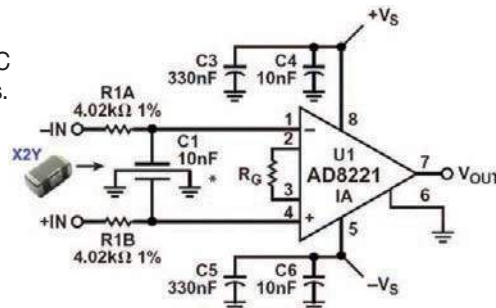 +VS
C
s.
C3
330nF
C4
10nF
R1A
4.02kΩ 1%
–IN
1
8
2
X2Y
C1
10nF
*
RG
U1
AD8221
IA
7
VOUT
3
6
+IN
4
5
R1B
4.02kΩ 1%
C5
330nF
C6
10nF
–VS
–
+